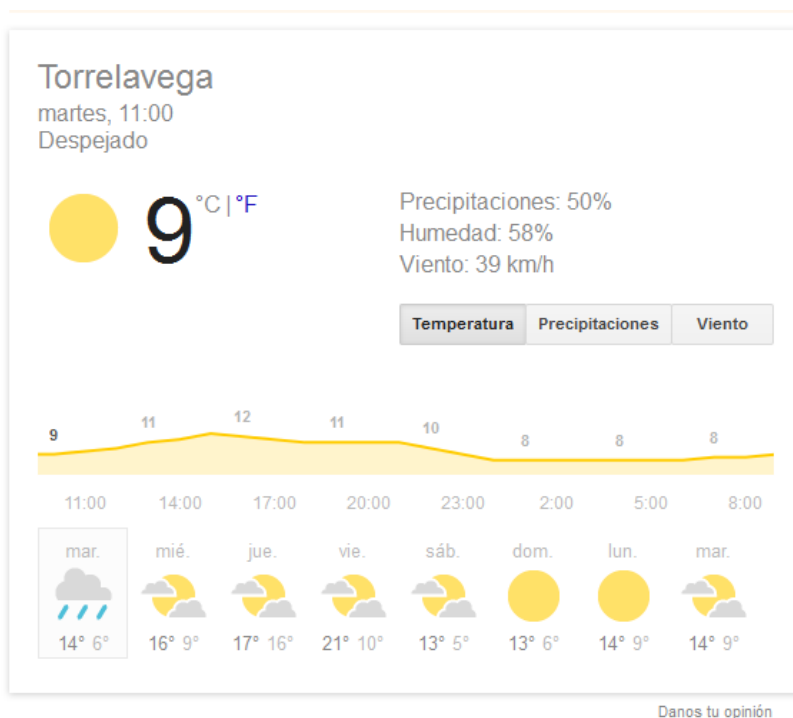 Torrelavega
martes, 11:00
Despejado
9 °C | °F
Precipitaciones: 50%
Humedad: 58%
Viento: 39 km/h
Temperatura Precipitaciones Viento
9 11 12 11 10 8 8 8
11:00 14:00 17:00 20:00 23:00 2:00 5:00 8:00
mar. mié. jue. vie. sáb. dom. lun. mar.
14° 6° 16° 9° 17° 16° 21° 10° 13° 5° 13° 6° 14° 9° 14° 9°
Danos tu opinión